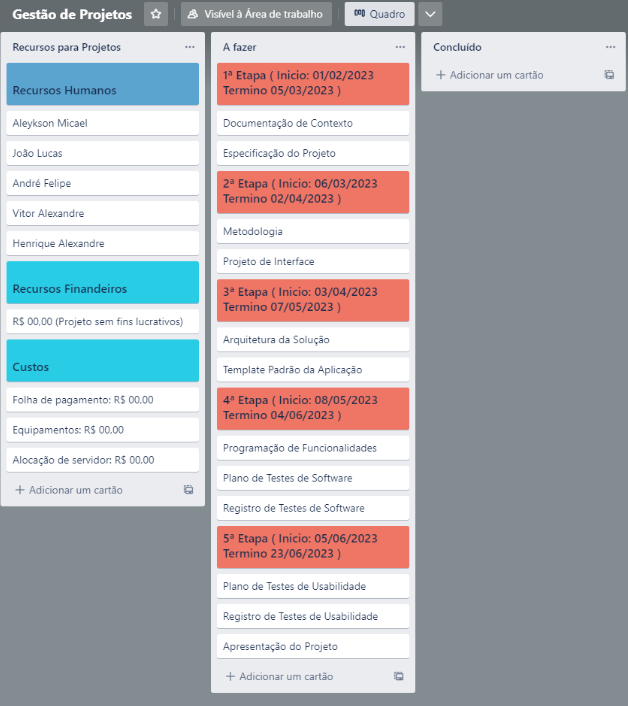 Gestão de Projetos
Visível à Área de trabalho
Quadro
Recursos para Projetos
Recursos Humanos
Aleykson Micael
João Lucas
André Felipe
Vitor Alexandre
Henrique Alexandre
Recursos Financeiros
R$ 00,00 (Projeto sem fins lucrativos)
Custos
Folha de pagamento: R$ 00,00
Equipamentos: R$ 00,00
Alocação de servidor: R$ 00,00
Adicionar um cartão
A fazer
1ª Etapa ( Inicio: 01/02/2023
Termino 05/03/2023 )
Documentação de Contexto
Especificação do Projeto
2ª Etapa ( Inicio: 06/03/2023
Termino 02/04/2023 )
Metodologia
Projeto de Interface
3ª Etapa ( Inicio: 03/04/2023
Termino 07/05/2023 )
Arquitetura da Solução
Template Padrão da Aplicação
4ª Etapa ( Inicio: 08/05/2023
Termino 04/06/2023 )
Programação de Funcionalidades
Plano de Testes de Software
Registro de Testes de Software
5ª Etapa ( Inicio: 05/06/2023
Termino 23/06/2023 )
Plano de Testes de Usabilidade
Registro de Testes de Usabilidade
Apresentação do Projeto
Adicionar um cartão
Concluído
Adicionar um cartão